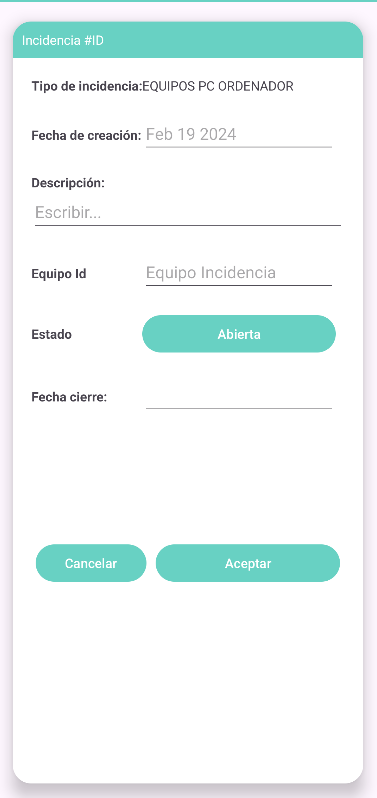 Incidencia #ID
Tipo de incidencia:EQUIPOS PC ORDENADOR
Fecha de creación: Feb 19 2024
Descripción:
Escribir...
Equipo Id Equipo Incidencia
Estado Abierta
Fecha cierre:
Cancelar Aceptar